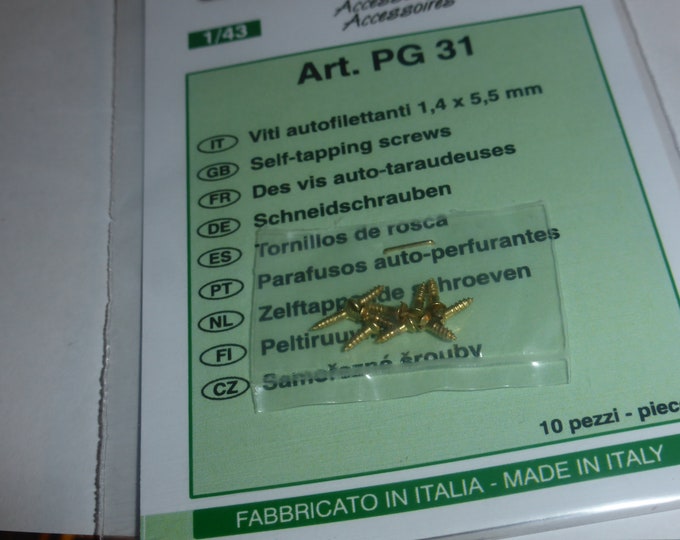 Accessoires
1/43
Art. PG 31
IT Viti autofilettanti 1,4 x 5,5 mm
GB Self-tapping screws
FR Des vis auto-taraudeuses
DE Schneidschrauben
ES Tornillos de rosca
PT Parafusos auto-perfurantes
NL de schroeven
FI
CZ Samořezné šrouby
10 pezzi -
FABBRICATO IN ITALIA - MADE IN ITALY